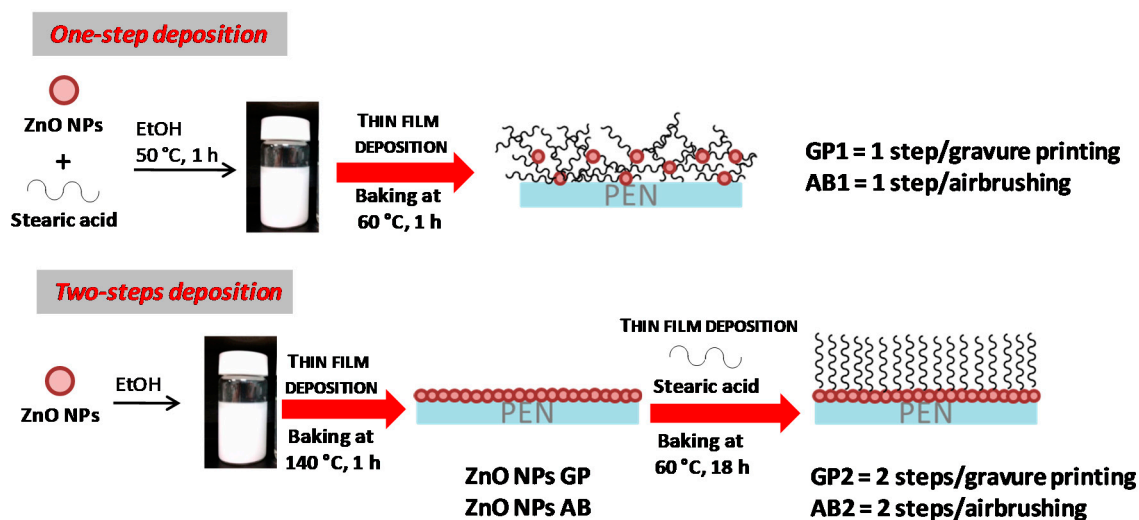 One-step deposition
ZnO NPs
+
Stearic acid
EtOH
50 °C, 1 h
THIN FILM
DEPOSITION
Baking at
60 °C, 1 h
PEN
GP1 = 1 step/gravure printing
AB1 = 1 step/airbrushing
Two-steps deposition
ZnO NPs
EtOH
THIN FILM
DEPOSITION
Baking at
140 °C, 1 h
PEN
ZnO NPs GP
ZnO NPs AB
THIN FILM DEPOSITION
Stearic acid
Baking at
60 °C, 18 h
PEN
GP2 = 2 steps/gravure printing
AB2 = 2 steps/airbrushing